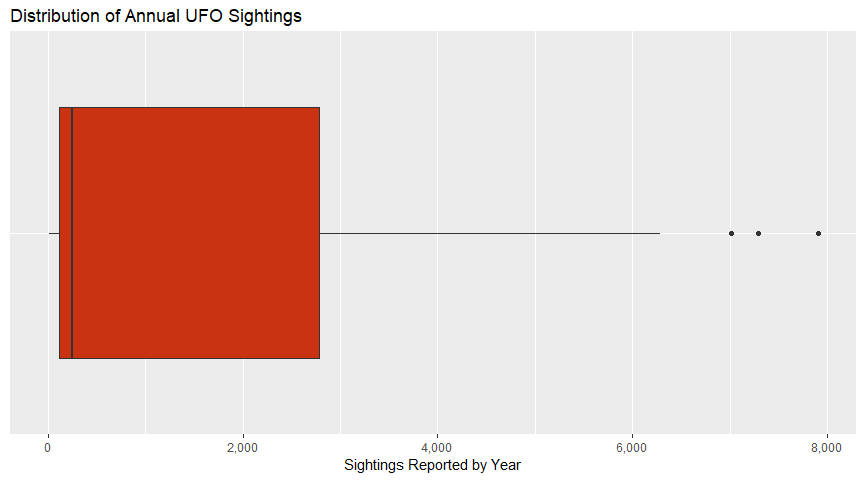 Distribution of Annual UFO Sightings
0 2,000 4,000 6,000 8,000
Sightings Reported by Year